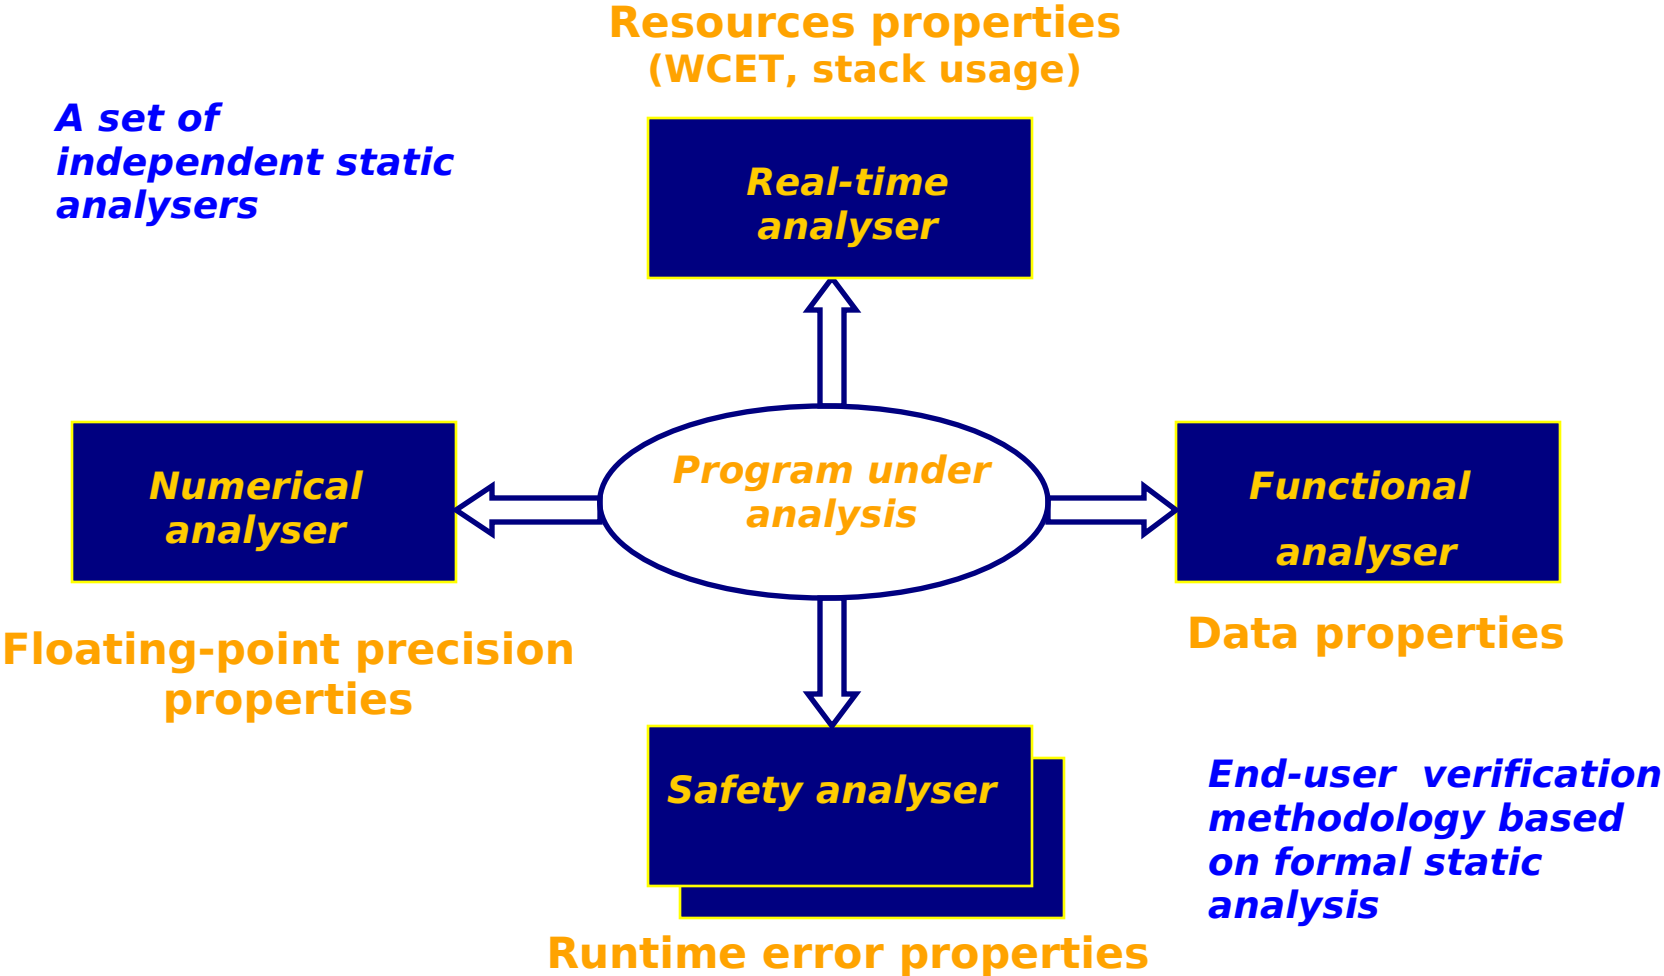 Resources properties
(WCET, stack usage)
A set of
independent static
analysers
Real-time
analyser
Numerical
analyser
Program under
analysis
Functional
analyser
Floating-point precision
properties
Data properties
Safety analyser
End-user  verification
methodology based
on formal static
analysis
Runtime error properties